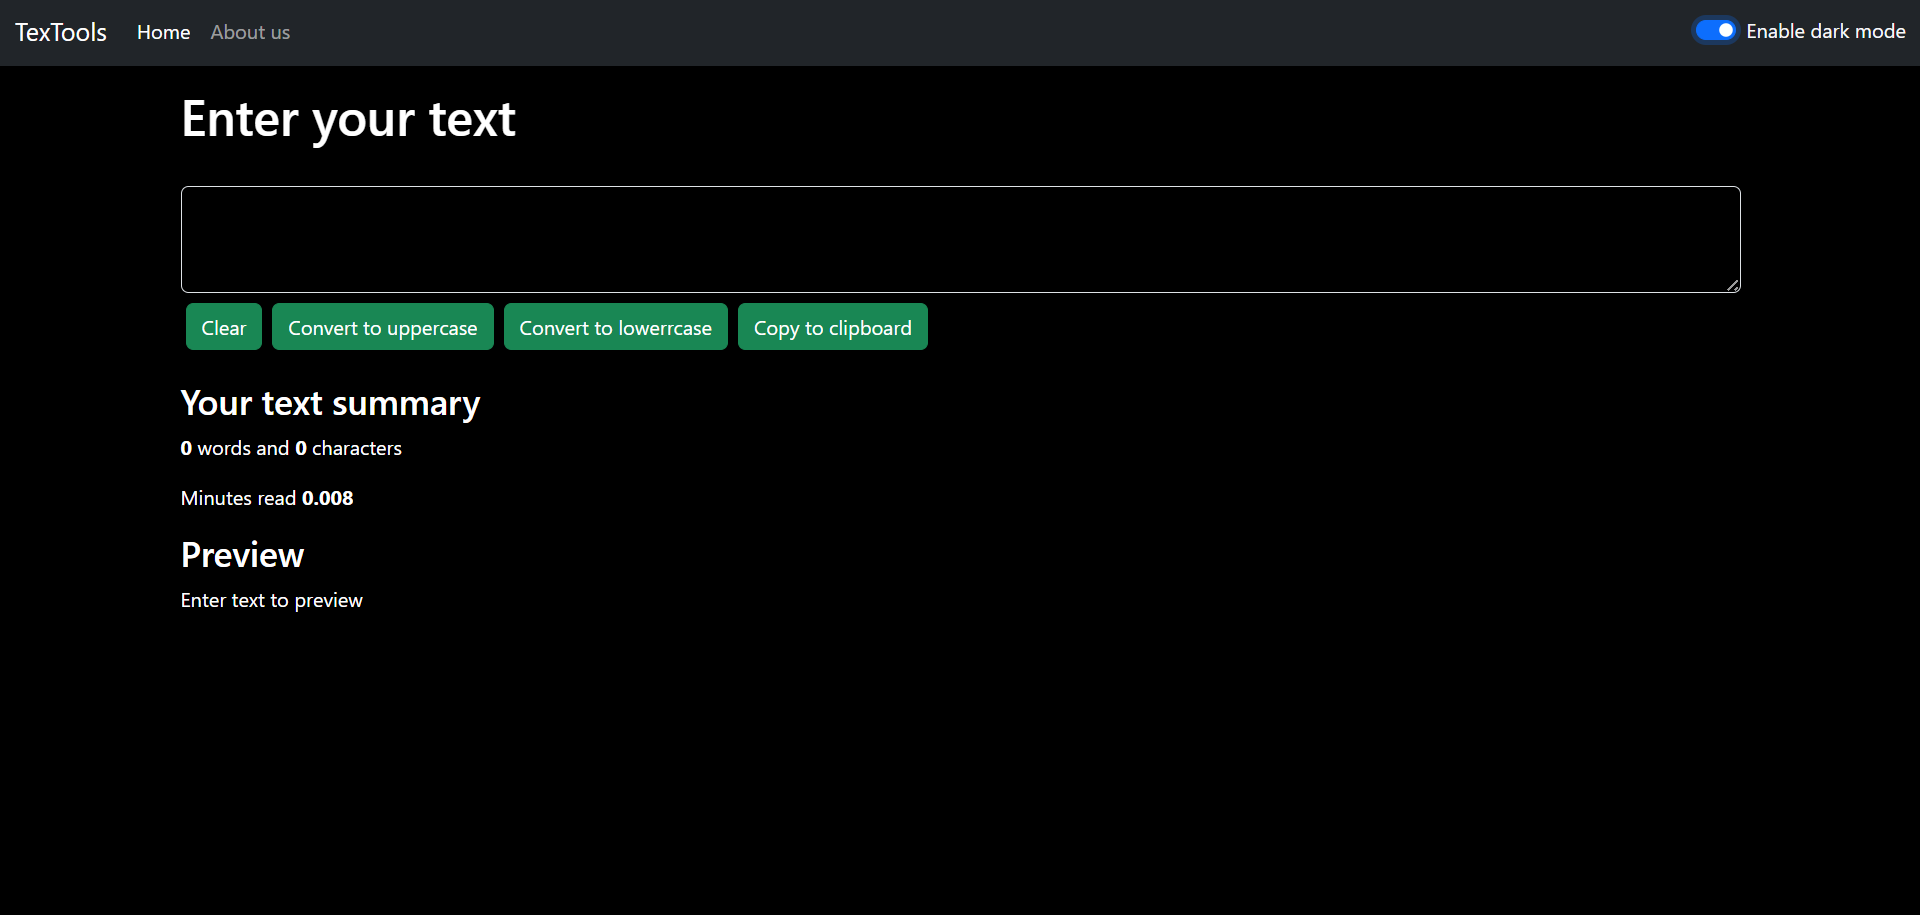 TexTools Home About us Enable dark mode
Enter your text
Clear Convert to uppercase Convert to lowerrcase Copy to clipboard
Your text summary
0 words and 0 characters
Minutes read 0.008
Preview
Enter text to preview